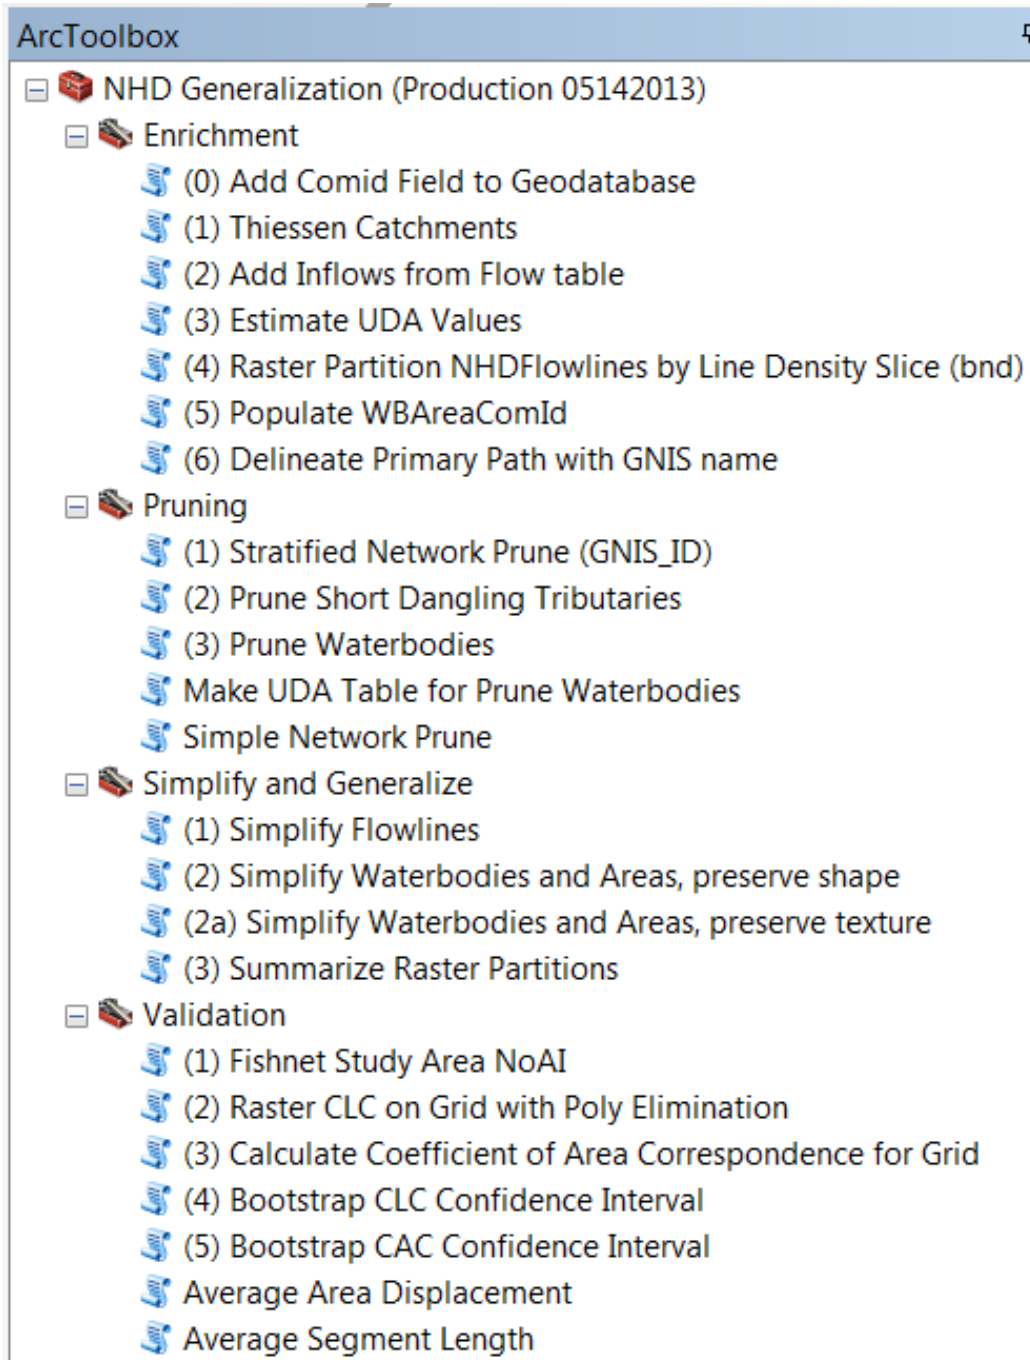 ArcToolbox
NHD Generalization (Production 05142013)
Enrichment
(0) Add Comid Field to Geodatabase
(1) Thiessen Catchments
(2) Add Inflows from Flow table
(3) Estimate UDA Values
(4) Raster Partition NHDFlowlines by Line Density Slice (bnd)
(5) Populate WBAreaComId
(6) Delineate Primary Path with GNIS name
Pruning
(1) Stratified Network Prune (GNIS_ID)
(2) Prune Short Dangling Tributaries
(3) Prune Waterbodies
Make UDA Table for Prune Waterbodies
Simple Network Prune
Simplify and Generalize
(1) Simplify Flowlines
(2) Simplify Waterbodies and Areas, preserve shape
(2a) Simplify Waterbodies and Areas, preserve texture
(3) Summarize Raster Partitions
Validation
(1) Fishnet Study Area NoAI
(2) Raster CLC on Grid with Poly Elimination
(3) Calculate Coefficient of Area Correspondence for Grid
(4) Bootstrap CLC Confidence Interval
(5) Bootstrap CAC Confidence Interval
Average Area Displacement
Average Segment Length